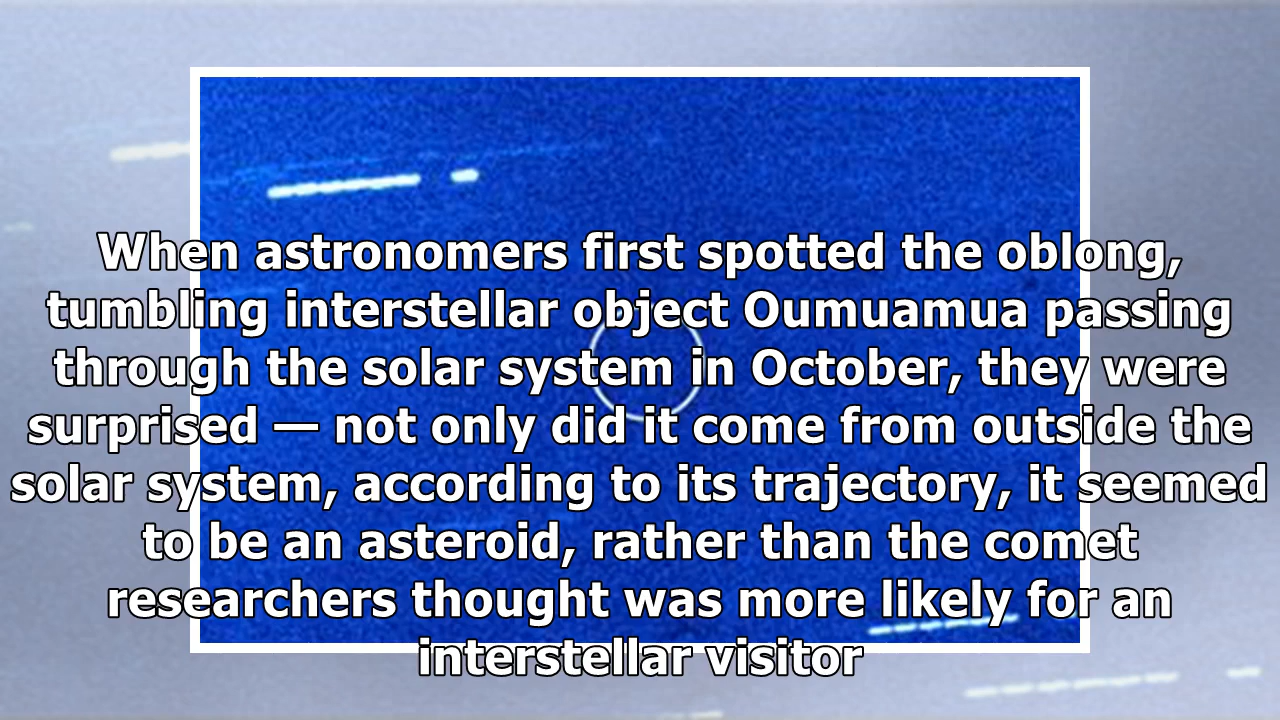 When astronomers first spotted the oblong,
tumbling interstellar object Oumuamua passing
through the solar system in October, they were
surprised — not only did it come from outside the
solar system, according to its trajectory, it seemed
to be an asteroid, rather than the comet
researchers thought was more likely for an
interstellar visitor